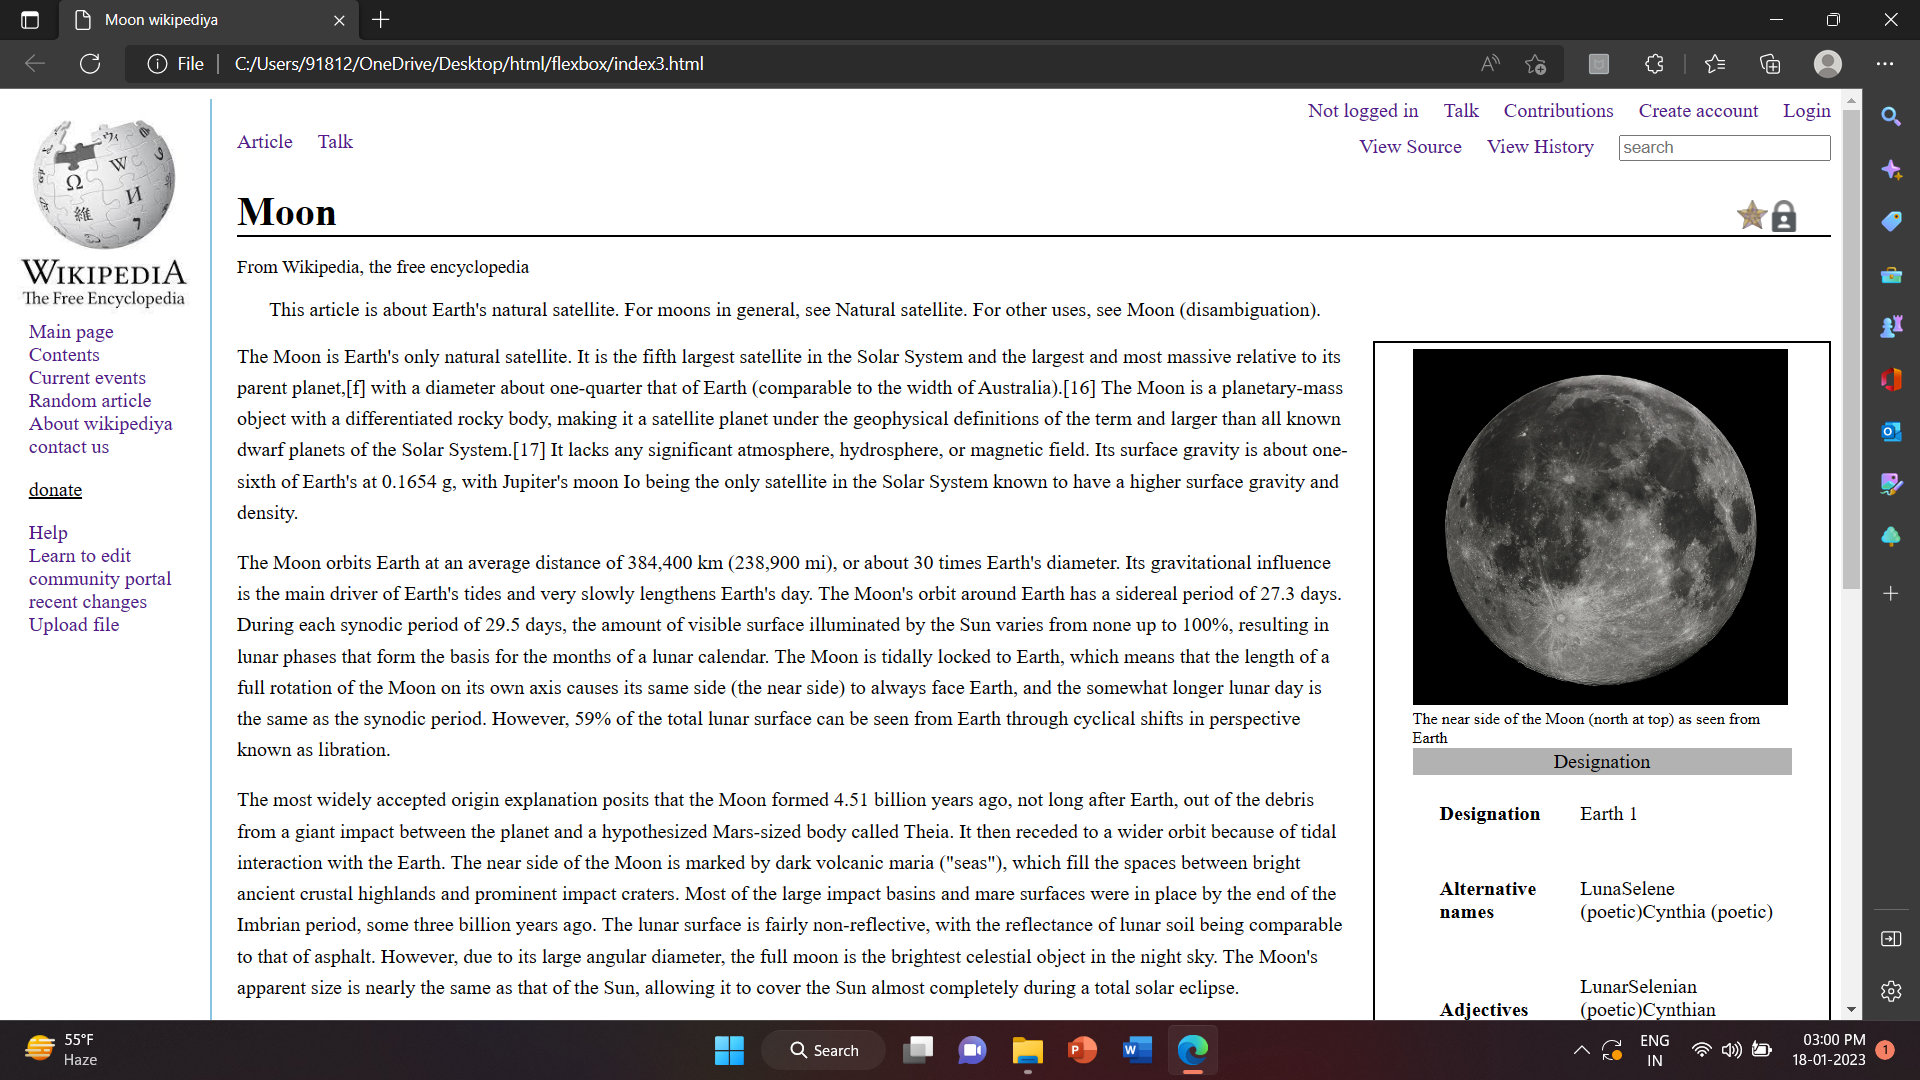 Moon wikipediya
File
C:/Users/91812/OneDrive/Desktop/html/flexbox/index3.html
Not logged in Talk Contributions Create account Login
Article Talk
View Source View History search
WIKIPEDIA
The Free Encyclopedia
Main page
Contents
Current events
Random article
About wikipediya
contact us
donate
Help
Learn to edit
community portal
recent changes
Upload file
Moon
From Wikipedia, the free encyclopedia
This article is about Earth's natural satellite. For moons in general, see Natural satellite. For other uses, see Moon (disambiguation).
The Moon is Earth's only natural satellite. It is the fifth largest satellite in the Solar System and the largest and most massive relative to its
parent planet,[f] with a diameter about one-quarter that of Earth (comparable to the width of Australia).[16] The Moon is a planetary-mass
object with a differentiated rocky body, making it a satellite planet under the geophysical definitions of the term and larger than all known
dwarf planets of the Solar System.[17] It lacks any significant atmosphere, hydrosphere, or magnetic field. Its surface gravity is about one-
sixth of Earth's at 0.1654 g, with Jupiter's moon Io being the only satellite in the Solar System known to have a higher surface gravity and
density.
The Moon orbits Earth at an average distance of 384,400 km (238,900 mi), or about 30 times Earth's diameter. Its gravitational influence
is the main driver of Earth's tides and very slowly lengthens Earth's day. The Moon's orbit around Earth has a sidereal period of 27.3 days.
During each synodic period of 29.5 days, the amount of visible surface illuminated by the Sun varies from none up to 100%, resulting in
lunar phases that form the basis for the months of a lunar calendar. The Moon is tidally locked to Earth, which means that the length of a
full rotation of the Moon on its own axis causes its same side (the near side) to always face Earth, and the somewhat longer lunar day is
the same as the synodic period. However, 59% of the total lunar surface can be seen from Earth through cyclical shifts in perspective
known as libration.
The most widely accepted origin explanation posits that the Moon formed 4.51 billion years ago, not long after Earth, out of the debris
from a giant impact between the planet and a hypothesized Mars-sized body called Theia. It then receded to a wider orbit because of tidal
interaction with the Earth. The near side of the Moon is marked by dark volcanic maria ("seas"), which fill the spaces between bright
ancient crustal highlands and prominent impact craters. Most of the large impact basins and mare surfaces were in place by the end of the
Imbrian period, some three billion years ago. The lunar surface is fairly non-reflective, with the reflectance of lunar soil being comparable
to that of asphalt. However, due to its large angular diameter, the full moon is the brightest celestial object in the night sky. The Moon's
apparent size is nearly the same as that of the Sun, allowing it to cover the Sun almost completely during a total solar eclipse.
The near side of the Moon (north at top) as seen from
Earth
Designation
Designation Earth 1
Alternative names LunaSelene
(poetic)Cynthia (poetic)
Adjectives LunarSelenian
(poetic)Cynthian
55°F
Haze
Search
ENG
IN
03:00 PM
18-01-2023
1